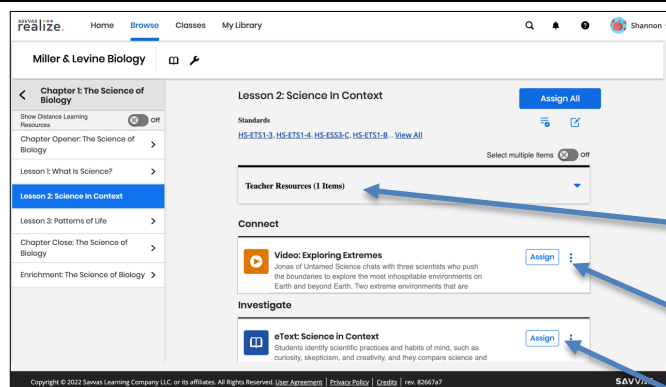 SAVVAS
realize.
Home Browse Classes My Library
Shannon
Miller & Levine Biology
Chapter 1: The Science of
Biology
Show Distance Learning
Resources
Off
Chapter Opener: The Science of
Biology
Lesson 1: What Is Science?
Lesson 2: Science In Context
Lesson 3: Patterns of Life
Chapter Close: The Science of
Biology
Enrichment: The Science of Biology
Lesson 2: Science In Context
Assign All
Standards
HS-ETS1-3, HS-ETS1-4, HS-ESS3-C, HS-ETS1-B... View All
Select multiple Items Off
Teacher Resources (1 Items)
Connect
Video: Exploring Extremes
Jonas of Untamed Science chats with three scientists who push
the boundaries to explore the most inhospitable environments on
Earth and beyond Earth. Two extreme environments that are
Assign
Investigate
eText: Science in Context
Students identify scientific practices and habits of mind, such as
curiosity, skepticism, and creativity, and they compare science and
Assign
Copyright © 2022 Savvas Learning Company LLC. or its affiliates. All Rights Reserved. User Agreement | Privacy Policy | Credits | rev. 82667a7
SAVVAS